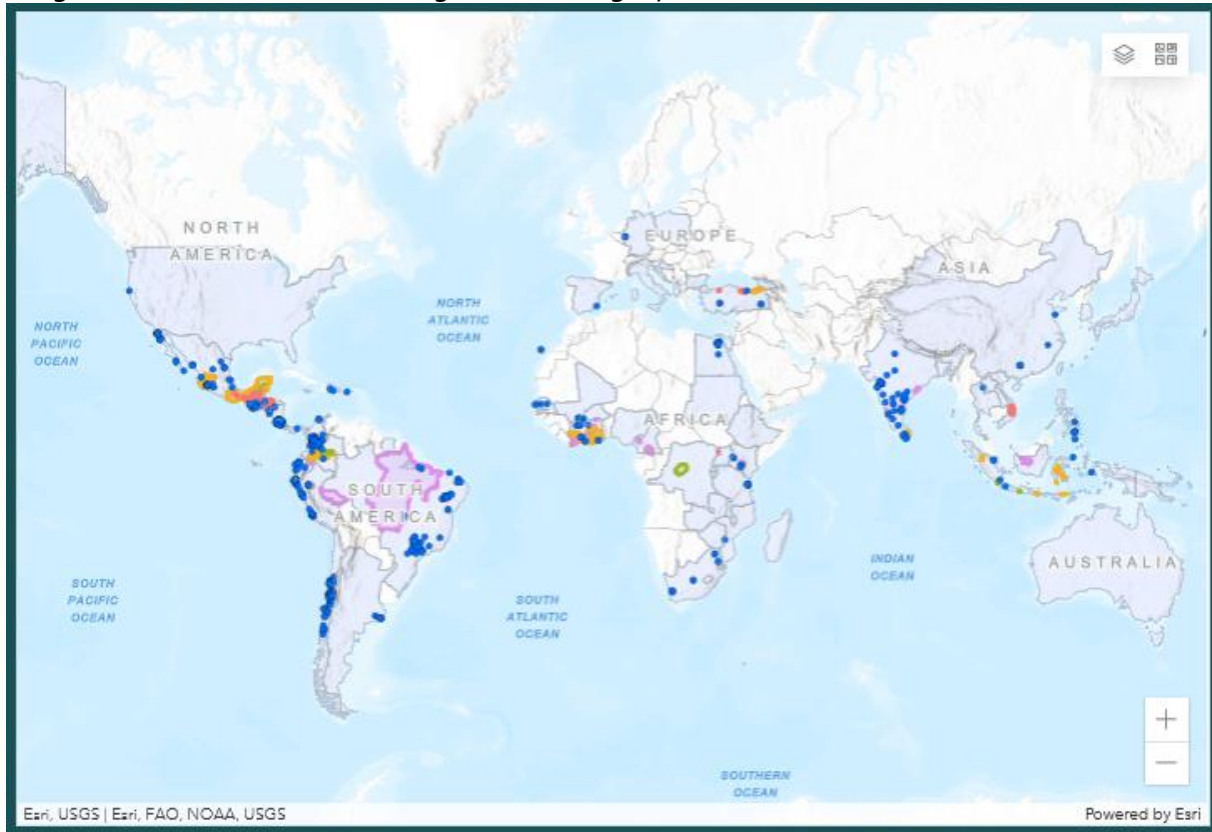 NORTH
AMERICA
EUROPE
ASIA
NORTH
ATLANTIC
OCEAN
NORTH
PACIFIC
OCEAN
AFRICA
SOUTH
AMERICA
INDIAN
OCEAN
AUSTRALIA
SOUTH
PACIFIC
OCEAN
SOUTH
ATLANTIC
OCEAN
SOUTHERN
OCEAN
Esri, USGS | Esri, FAO, NOAA, USGS
Powered by Esri